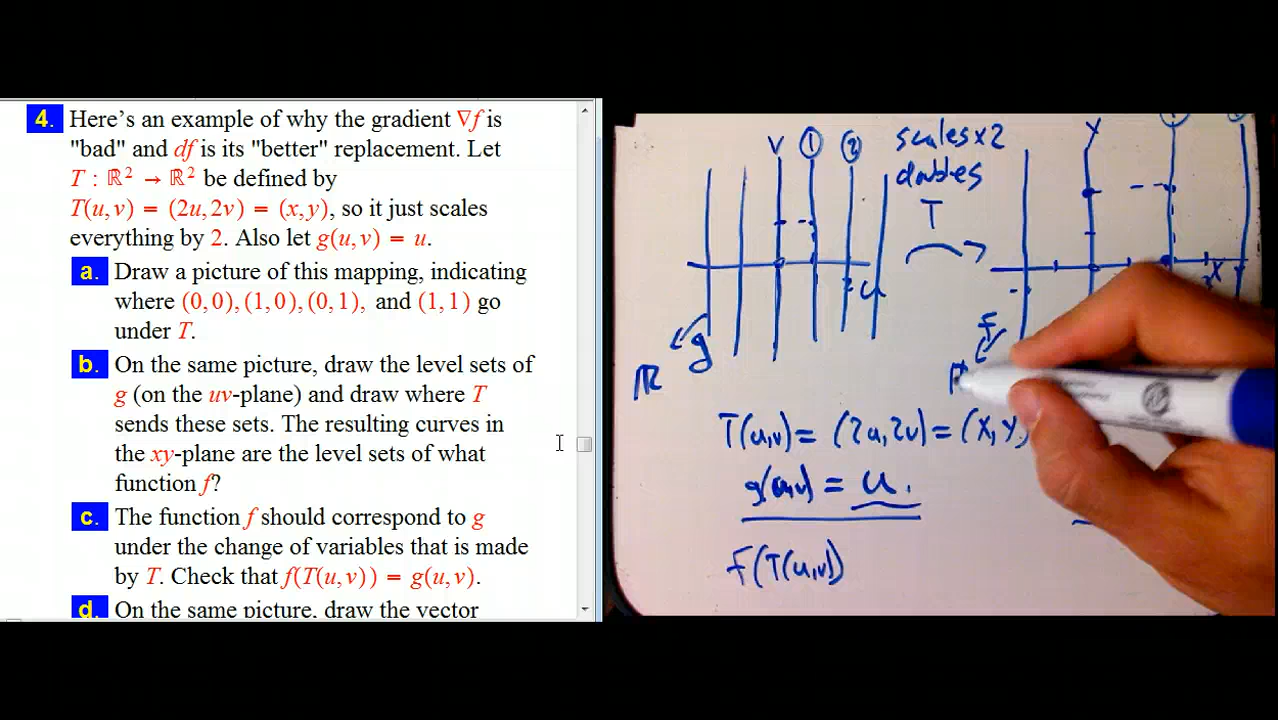 4. Here's an example of why the gradient ∇f is
"bad" and df is its "better" replacement. Let
T : ℝ² → ℝ² be defined by
T(u,v) = (2u,2v) = (x,y), so it just scales
everything by 2. Also let g(u,v) = u.
a. Draw a picture of this mapping, indicating
where (0,0),(1,0),(0,1), and (1,1) go
under T.
b. On the same picture, draw the level sets of
g (on the uv-plane) and draw where T
sends these sets. The resulting curves in
the xy-plane are the level sets of what
function f?
c. The function f should correspond to g
under the change of variables that is made
by T. Check that f(T(u,v)) = g(u,v).
d. On the same picture, draw the vector
V ① ② scales x2 Y
doubles
T
u x
g f
ℝ
T(u,v) = (2u,2v) = (x,y)
g(u,v) = u.
f(T(u,v))